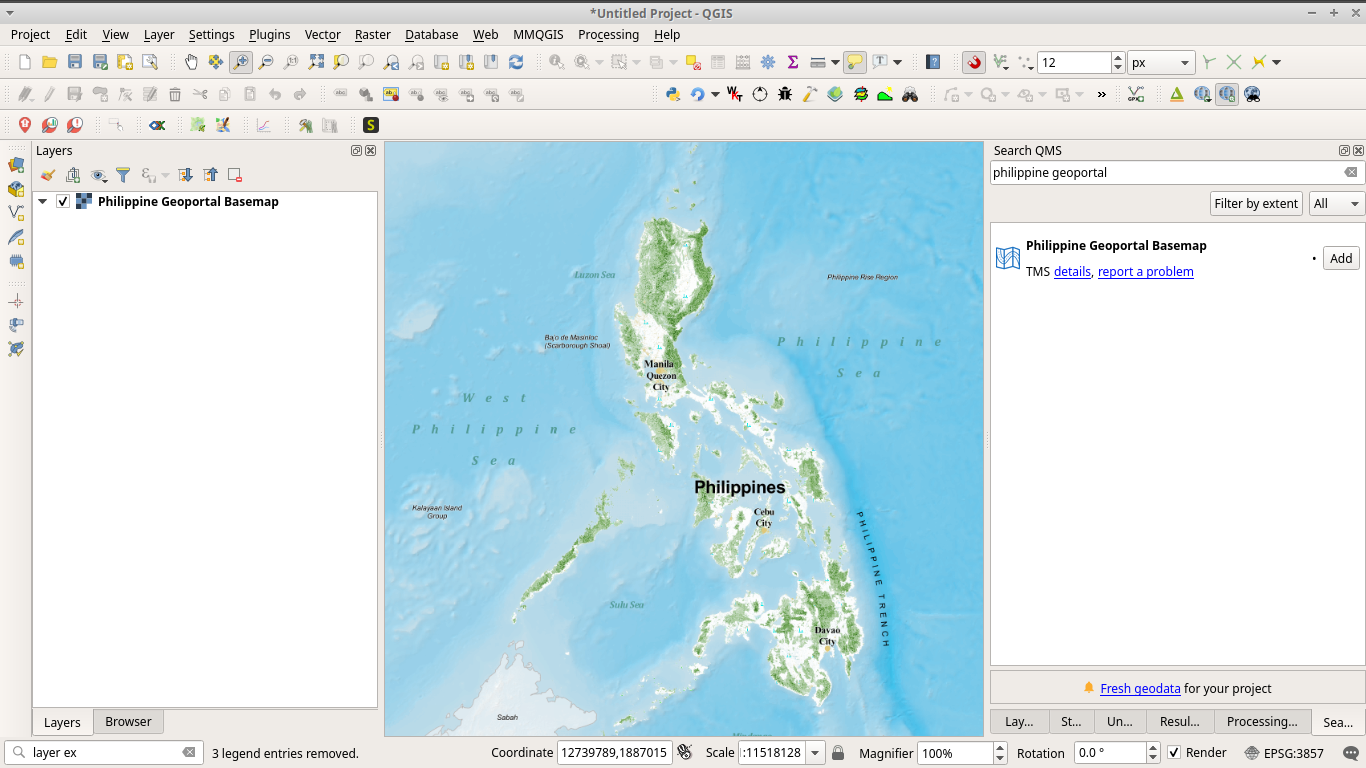 *Untitled Project - QGIS
Project Edit View Layer Settings Plugins Vector Raster Database Web MMQGIS Processing Help
12 px
S
Layers
Philippine Geoportal Basemap
Luzon Sea
Philippine Rise Region
Bajo de Masinloc
(Scarborough Shoal)
Philippine
Sea
Manila
Quezon
City
West
Philippine
Sea
Philippines
Kalayaan Island
Group
Cebu
City
PHILIPPINE TRENCH
Sulu Sea
Davao
City
Sabah
Search QMS
philippine geoportal
Filter by extent All
Philippine Geoportal Basemap
TMS details, report a problem
Add
Fresh geodata for your project
Layers Browser
Lay... St... Un... Resul... Processing... Sea...
layer ex
3 legend entries removed.
Coordinate 12739789,1887015 Scale :11518128 Magnifier 100% Rotation 0.0 ° Render EPSG:3857